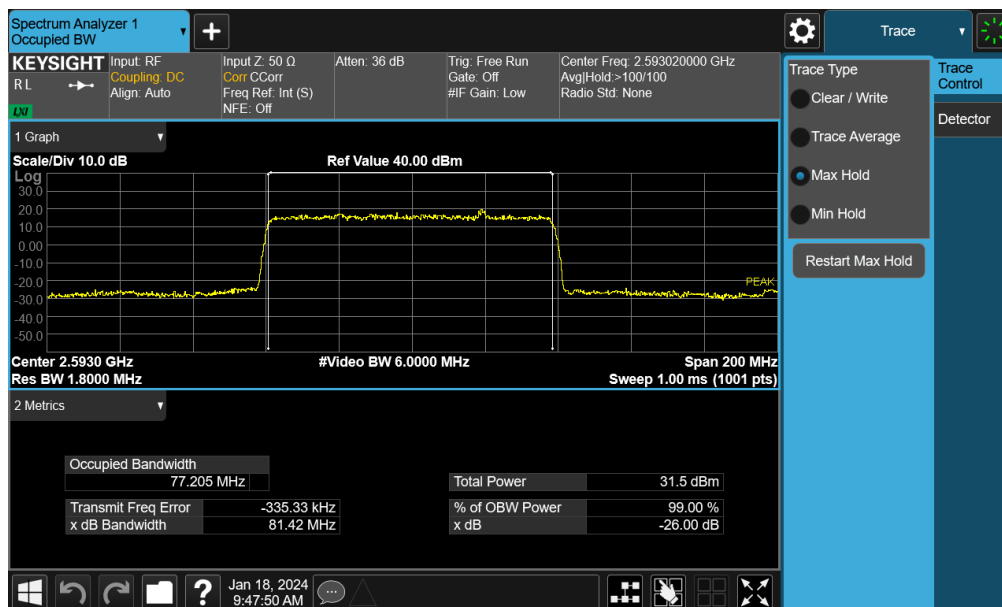 Spectrum Analyzer 1
Occupied BW
Trace
KEYSIGHT
R L
LXI
Input: RF
Coupling: DC
Align: Auto
Input Z: 50 Ω
Corr CCorr
Freq Ref: Int (S)
NFE: Off
Atten: 36 dB
Trig: Free Run
Gate: Off
#IF Gain: Low
Center Freq: 2.593020000 GHz
Avg|Hold:>100/100
Radio Std: None
Trace Type
Clear / Write
Trace Average
Max Hold
Min Hold
Restart Max Hold
Trace
Control
Detector
1 Graph
Scale/Div 10.0 dB
Ref Value 40.00 dBm
Log
30.0
20.0
10.0
0.00
-10.0
-20.0
-30.0
-40.0
-50.0
PEAK
Center 2.5930 GHz
#Video BW 6.0000 MHz
Span 200 MHz
Res BW 1.8000 MHz
Sweep 1.00 ms (1001 pts)
2 Metrics
Occupied Bandwidth
77.205 MHz
Total Power 31.5 dBm
Transmit Freq Error -335.33 kHz
% of OBW Power 99.00 %
x dB Bandwidth 81.42 MHz
x dB -26.00 dB
?
Jan 18, 2024
9:47:50 AM